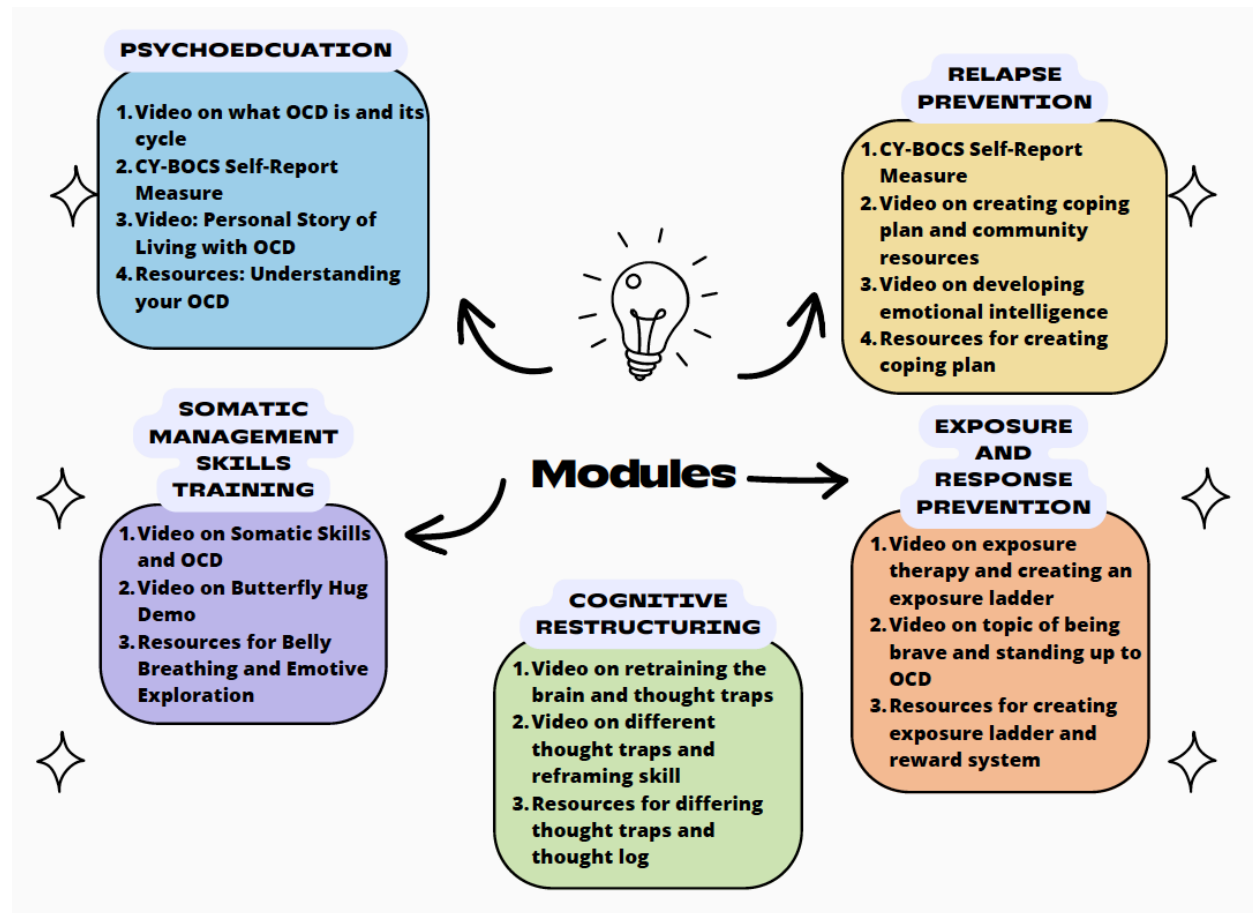 PSYCHOEDCUATION
1. Video on what OCD is and its
cycle
2. CY-BOCS Self-Report
Measure
3. Video: Personal Story of
Living with OCD
4. Resources: Understanding
your OCD
RELAPSE
PREVENTION
1. CY-BOCS Self-Report
Measure
2. Video on creating coping
plan and community
resources
3. Video on developing
emotional intelligence
4. Resources for creating
coping plan
SOMATIC
MANAGEMENT
SKILLS
TRAINING
1. Video on Somatic Skills
and OCD
2. Video on Butterfly Hug
Demo
3. Resources for Belly
Breathing and Emotive
Exploration
Modules
EXPOSURE
AND
RESPONSE
PREVENTION
1. Video on exposure
therapy and creating an
exposure ladder
2. Video on topic of being
brave and standing up to
OCD
3. Resources for creating
exposure ladder and
reward system
COGNITIVE
RESTRUCTURING
1. Video on retraining the
brain and thought traps
2. Video on different
thought traps and
reframing skill
3. Resources for differing
thought traps and
thought log